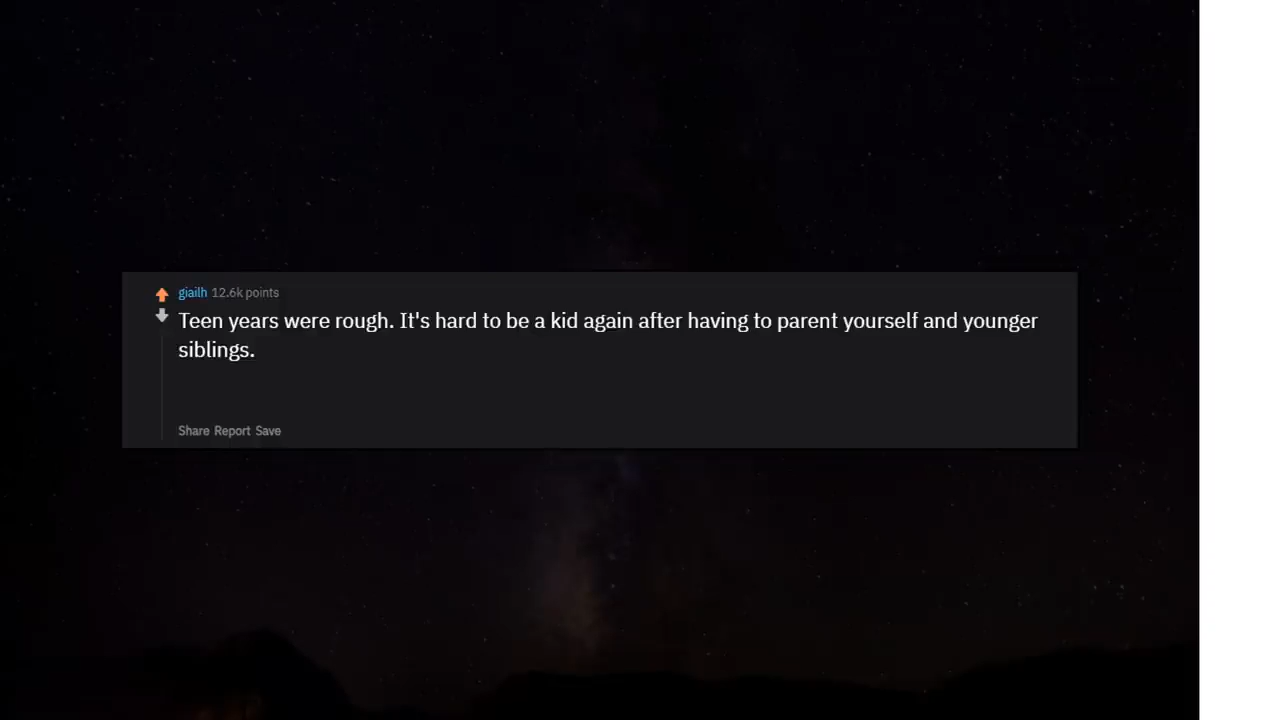 giailh 12.6k points
Teen years were rough. It's hard to be a kid again after having to parent yourself and younger
siblings.
Share Report Save